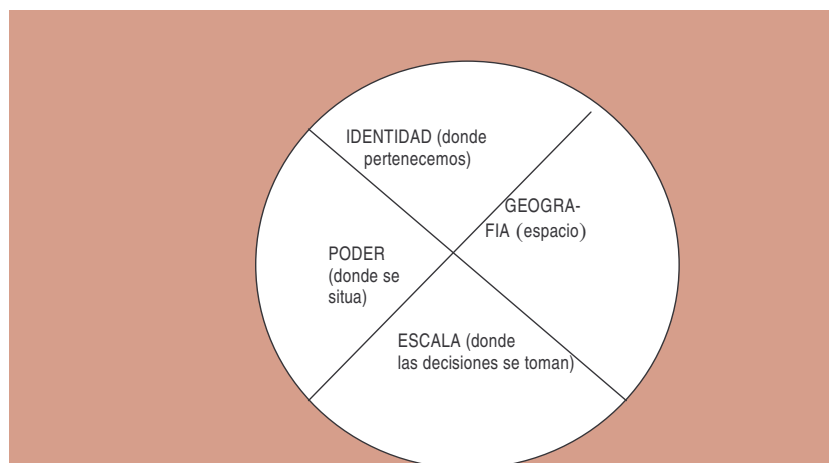 IDENTIDAD (donde
pertenecemos)
GEOGRA-
FIA (espacio)
PODER
(donde se
situa)
ESCALA (donde
las decisiones se toman)